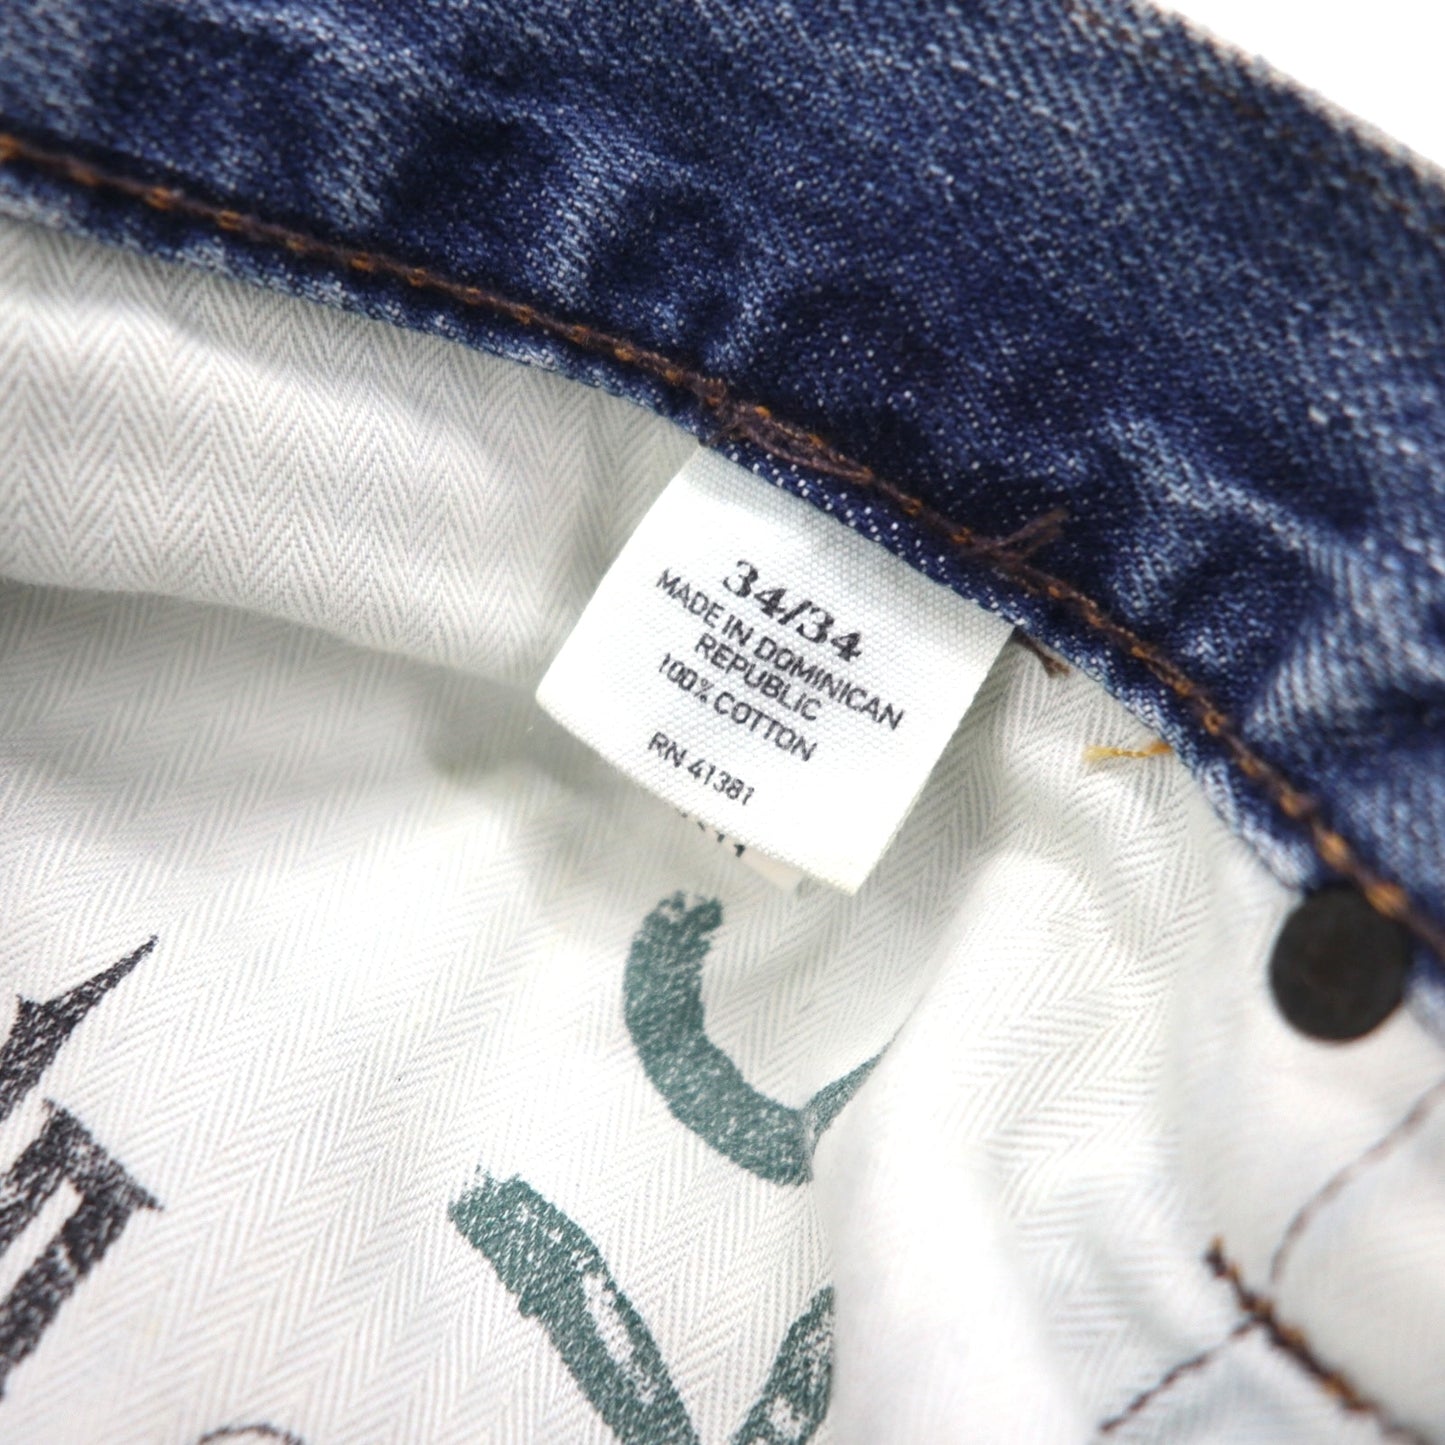 34/34
MADE IN DOMINICAN
REPUBLIC
100% COTTON
RN 41381